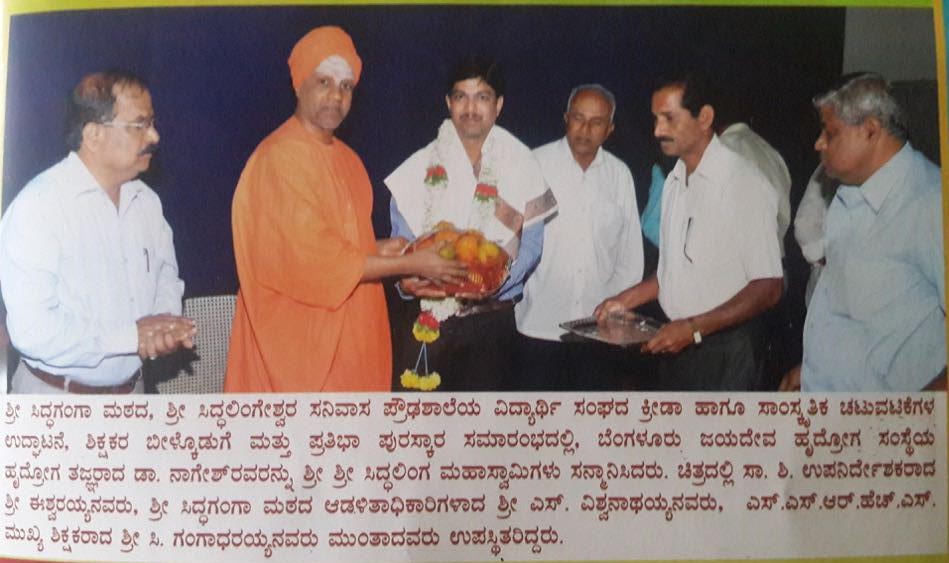 ಶ್ರೀ ಸಿದ್ಧಗಂಗಾ ಮಠದ, ಶ್ರೀ ಸಿದ್ಧಲಿಂಗೇಶ್ವರ ಸನಿವಾಸ ಪ್ರೌಢಶಾಲೆಯ ವಿದ್ಯಾರ್ಥಿ ಸಂಘದ ಕ್ರೀಡಾ ಹಾಗೂ ಸಾಂಸ್ಕೃತಿಕ ಚಟುವಟಿಕೆಗಳ
ಉದ್ಘಾಟನೆ, ಶಿಕ್ಷಕರ ಬೀಳ್ಕೊಡುಗೆ ಮತ್ತು ಪ್ರತಿಭಾ ಪುರಸ್ಕಾರ ಸಮಾರಂಭದಲ್ಲಿ, ಬೆಂಗಳೂರು ಜಯದೇವ ಹೃದ್ರೋಗ ಸಂಸ್ಥೆಯ
ಹೃದ್ರೋಗ ತಜ್ಞರಾದ ಡಾ. ನಾಗೇಶ್‌ರವರನ್ನು ಶ್ರೀ ಶ್ರೀ ಸಿದ್ಧಲಿಂಗ ಮಹಾಸ್ವಾಮಿಗಳು ಸನ್ಮಾನಿಸಿದರು. ಚಿತ್ರದಲ್ಲಿ ಸಾ. ಶಿ. ಉಪನಿರ್ದೇಶಕರಾದ
ಶ್ರೀ ಈಶ್ವರಯ್ಯನವರು, ಶ್ರೀ ಸಿದ್ಧಗಂಗಾ ಮಠದ ಆಡಳಿತಾಧಿಕಾರಿಗಳಾದ ಶ್ರೀ ಎಸ್. ವಿಶ್ವನಾಥಯ್ಯನವರು, ಎಸ್.ಎಸ್.ಆರ್.ಹೆಚ್.ಎಸ್.
ಮುಖ್ಯ ಶಿಕ್ಷಕರಾದ ಶ್ರೀ ಸಿ. ಗಂಗಾಧರಯ್ಯನವರು ಮುಂತಾದವರು ಉಪಸ್ಥಿತರಿದ್ದರು.